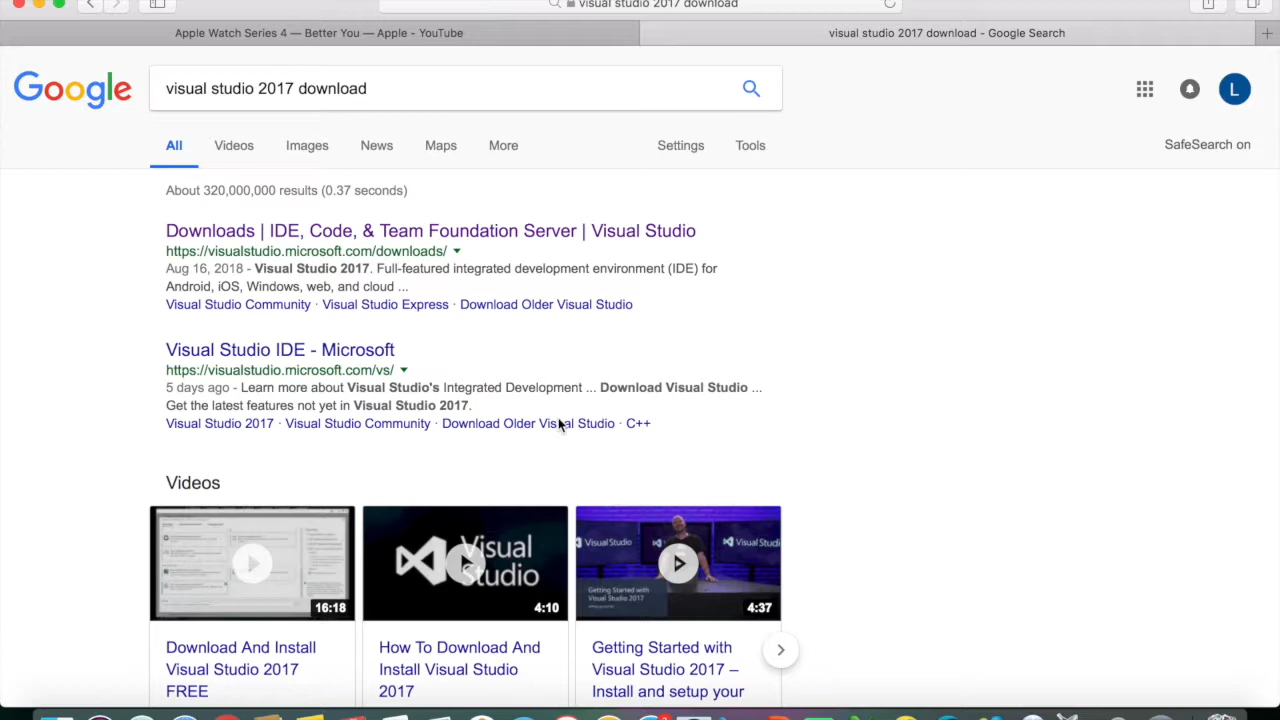 visual studio 2017 download
Apple Watch Series 4 — Better You — Apple - YouTube
visual studio 2017 download - Google Search
Google
visual studio 2017 download
L
All Videos Images News Maps More Settings Tools
SafeSearch on
About 320,000,000 results (0.37 seconds)
Downloads | IDE, Code, & Team Foundation Server | Visual Studio
https://visualstudio.microsoft.com/downloads/
Aug 16, 2018 - Visual Studio 2017. Full-featured integrated development environment (IDE) for
Android, iOS, Windows, web, and cloud ...
Visual Studio Community · Visual Studio Express · Download Older Visual Studio
Visual Studio IDE - Microsoft
https://visualstudio.microsoft.com/vs/
5 days ago - Learn more about Visual Studio's Integrated Development ... Download Visual Studio ...
Get the latest features not yet in Visual Studio 2017.
Visual Studio 2017 · Visual Studio Community · Download Older Visual Studio · C++
Videos
16:18
Visual
Studio
4:10
Visual Studio
Visual Studio
Getting Started with
Visual Studio 2017
4:37
Download And Install
Visual Studio 2017
FREE
How To Download And
Install Visual Studio
2017
Getting Started with
Visual Studio 2017 –
Install and setup your